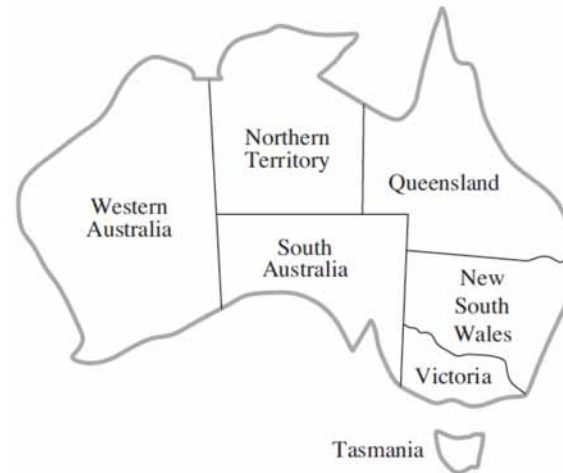 Northern
Territory
Queensland
Western
Australia
South
Australia
New
South
Wales
Victoria
Tasmania